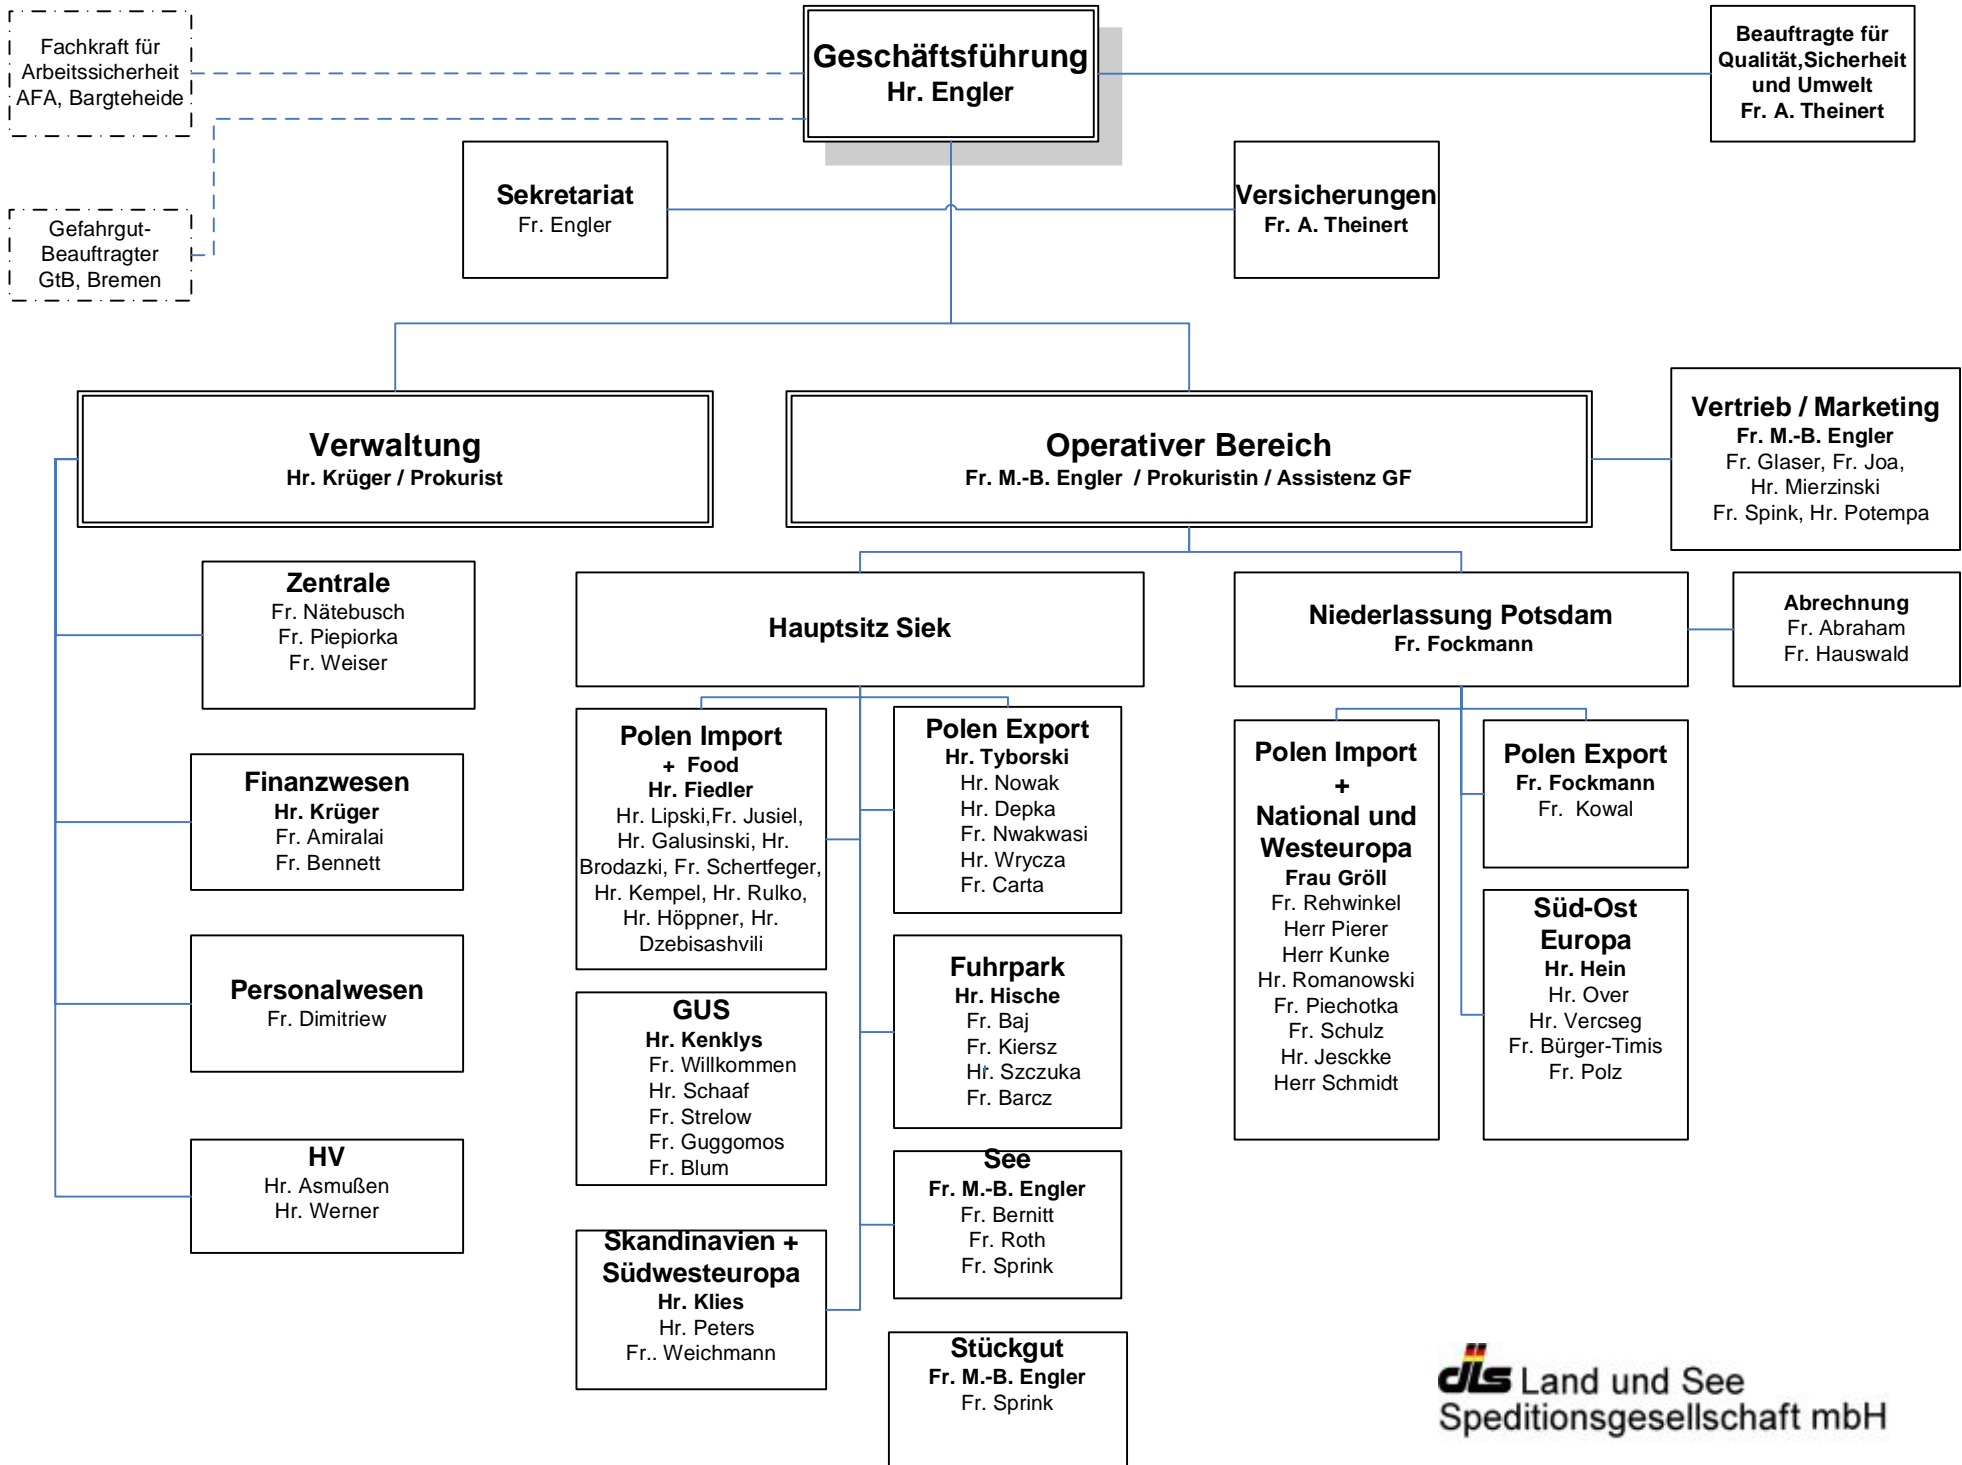 Fachkraft für
Arbeitssicherheit
AFA, Bargteheide
Geschäftsführung
Hr. Engler
Beauftragte für
Qualität,Sicherheit
und Umwelt
Fr. A. Theinert
Gefahrgut-
Beauftragter
GtB, Bremen
Sekretariat
Fr. Engler
Versicherungen
Fr. A. Theinert
Verwaltung
Hr. Krüger / Prokurist
Operativer Bereich
Fr. M.-B. Engler / Prokuristin / Assistenz GF
Vertrieb / Marketing
Fr. M.-B. Engler
Fr. Glaser, Fr. Joa,
Hr. Mierzinski
Fr. Spink, Hr. Potempa
Zentrale
Fr. Nätebusch
Fr. Piepiorka
Fr. Weiser
Finanzwesen
Hr. Krüger
Fr. Amiralai
Fr. Bennett
Personalwesen
Fr. Dimitriew
HV
Hr. Asmußen
Hr. Werner
Hauptsitz Siek
Polen Import
+ Food
Hr. Fiedler
Hr. Lipski,Fr. Jusiel,
Hr. Galusinski, Hr.
Brodazki, Fr. Schertfeger,
Hr. Kempel, Hr. Rulko,
Hr. Höppner, Hr.
Dzebisashvili
GUS
Hr. Kenklys
Fr. Willkommen
Hr. Schaaf
Fr. Strelow
Fr. Guggomos
Fr. Blum
Skandinavien +
Südwesteuropa
Hr. Klies
Hr. Peters
Fr.. Weichmann
Polen Export
Hr. Tyborski
Hr. Nowak
Hr. Depka
Fr. Nwakwasi
Hr. Wrycza
Fr. Carta
Fuhrpark
Hr. Hische
Fr. Baj
Fr. Kiersz
Hr. Szczuka
Fr. Barcz
See
Fr. M.-B. Engler
Fr. Bernitt
Fr. Roth
Fr. Sprink
Stückgut
Fr. M.-B. Engler
Fr. Sprink
Niederlassung Potsdam
Fr. Fockmann
Abrechnung
Fr. Abraham
Fr. Hauswald
Polen Import
+
National und
Westeuropa
Frau Gröll
Fr. Rehwinkel
Herr Pierer
Herr Kunke
Hr. Romanowski
Fr. Piechotka
Fr. Schulz
Hr. Jesckke
Herr Schmidt
Polen Export
Fr. Fockmann
Fr. Kowal
Süd-Ost
Europa
Hr. Hein
Hr. Over
Hr. Vercseg
Fr. Bürger-Timis
Fr. Polz
dls Land und See
Speditionsgesellschaft mbH